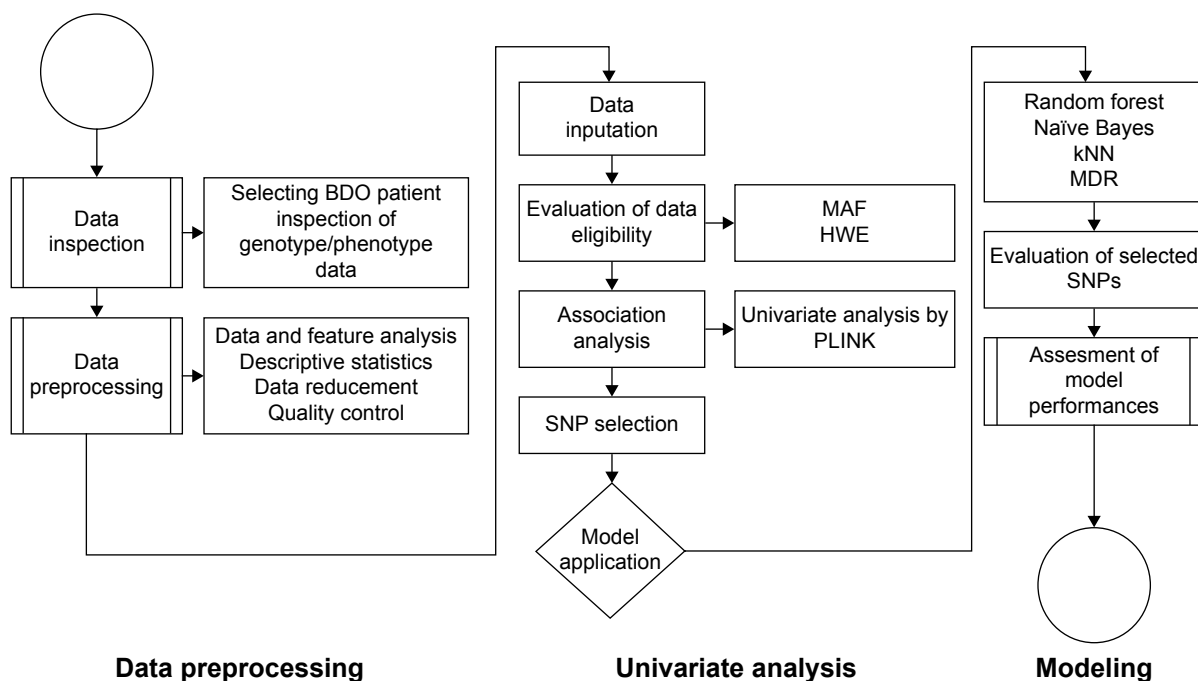 Data
inspection
Selecting BDO patient
inspection of
genotype/phenotype
data
Data
preprocessing
Data and feature analysis
Descriptive statistics
Data reducement
Quality control
Data preprocessing
Data
inputation
Evaluation of data
eligibility
MAF
HWE
Association
analysis
Univariate analysis by
PLINK
SNP selection
Model
application
Univariate analysis
Random forest
Naïve Bayes
kNN
MDR
Evaluation of selected
SNPs
Assesment of
model
performances
Modeling